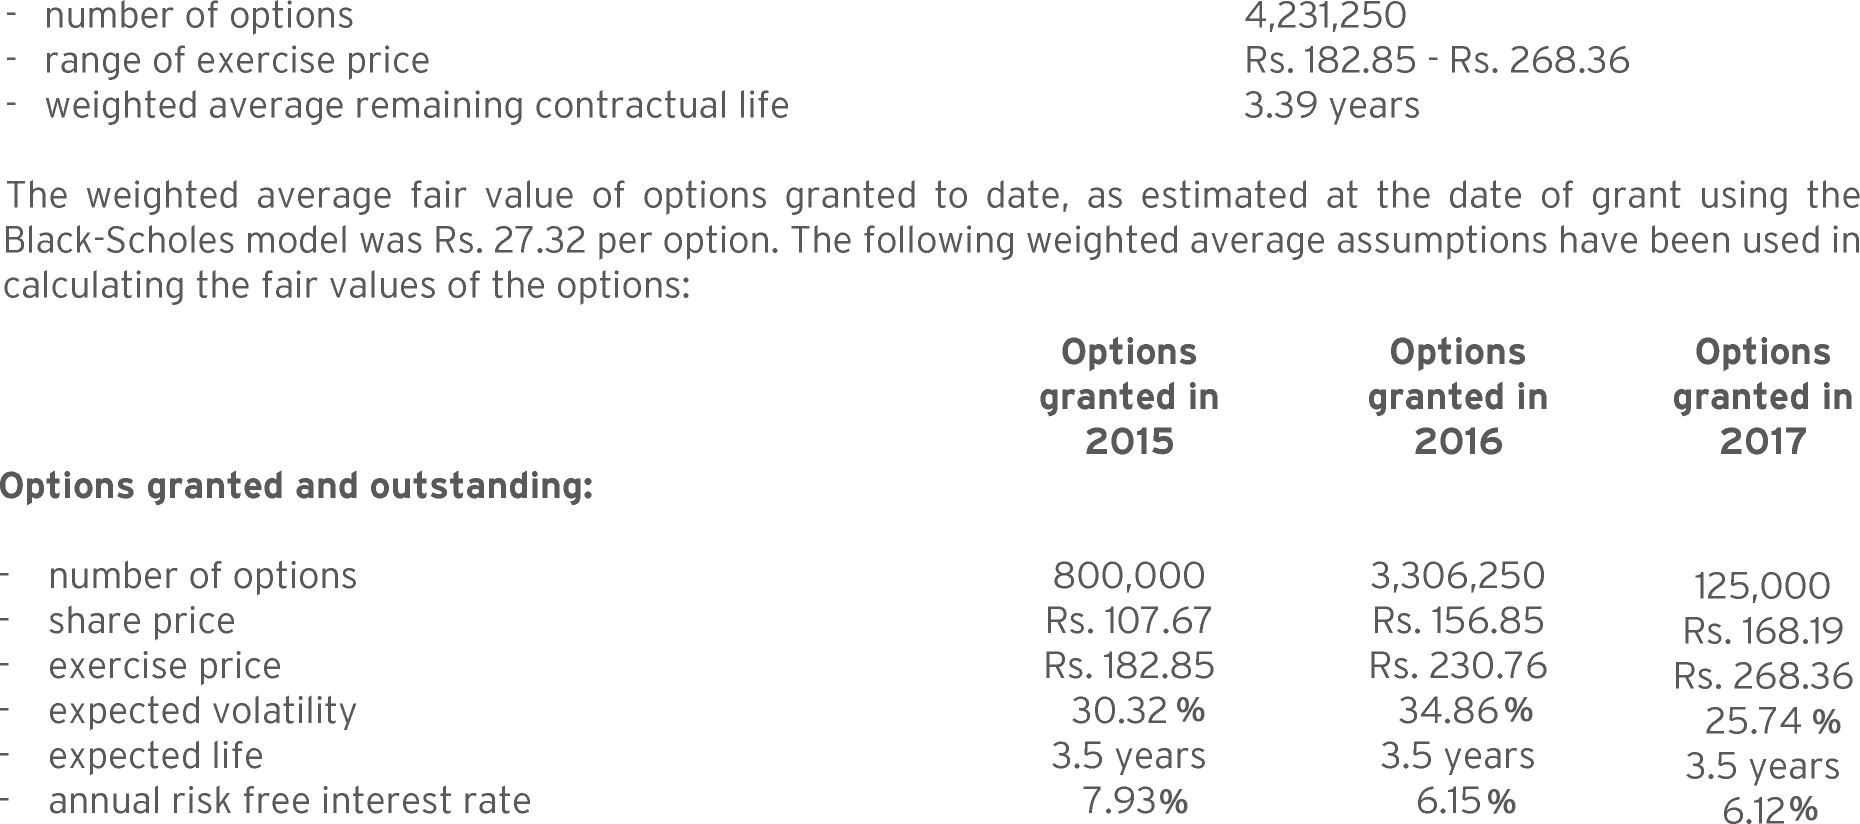 - number of options 4,231,250
- range of exercise price Rs. 182.85 - Rs. 268.36
- weighted average remaining contractual life 3.39 years
The weighted average fair value of options granted to date, as estimated at the date of grant using the
Black-Scholes model was Rs. 27.32 per option. The following weighted average assumptions have been used in
calculating the fair values of the options:
Options Options Options
granted in granted in granted in
2015 2016 2017
Options granted and outstanding:
- number of options 800,000 3,306,250 125,000
- share price Rs. 107.67 Rs. 156.85 Rs. 168.19
- exercise price Rs. 182.85 Rs. 230.76 Rs. 268.36
- expected volatility 30.32 % 34.86 % 25.74 %
- expected life 3.5 years 3.5 years 3.5 years
- annual risk free interest rate 7.93% 6.15% 6.12%